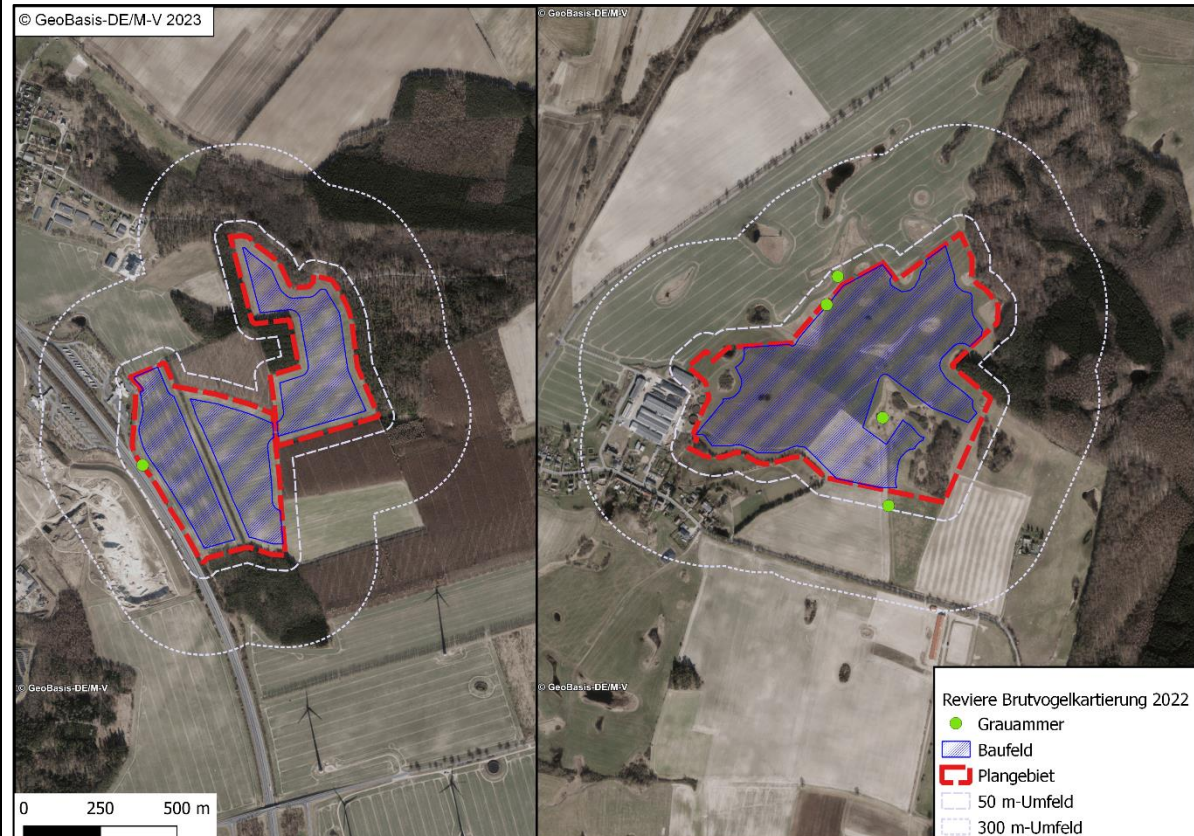 © GeoBasis-DE/M-V 2023
© GeoBasis-DE/M-V
© GeoBasis-DE/M-V
© GeoBasis-DE/M-V
Reviere Brutvogelkartierung 2022
Grauammer
Baufeld
Plangebiet
50 m-Umfeld
300 m-Umfeld
0 250 500 m